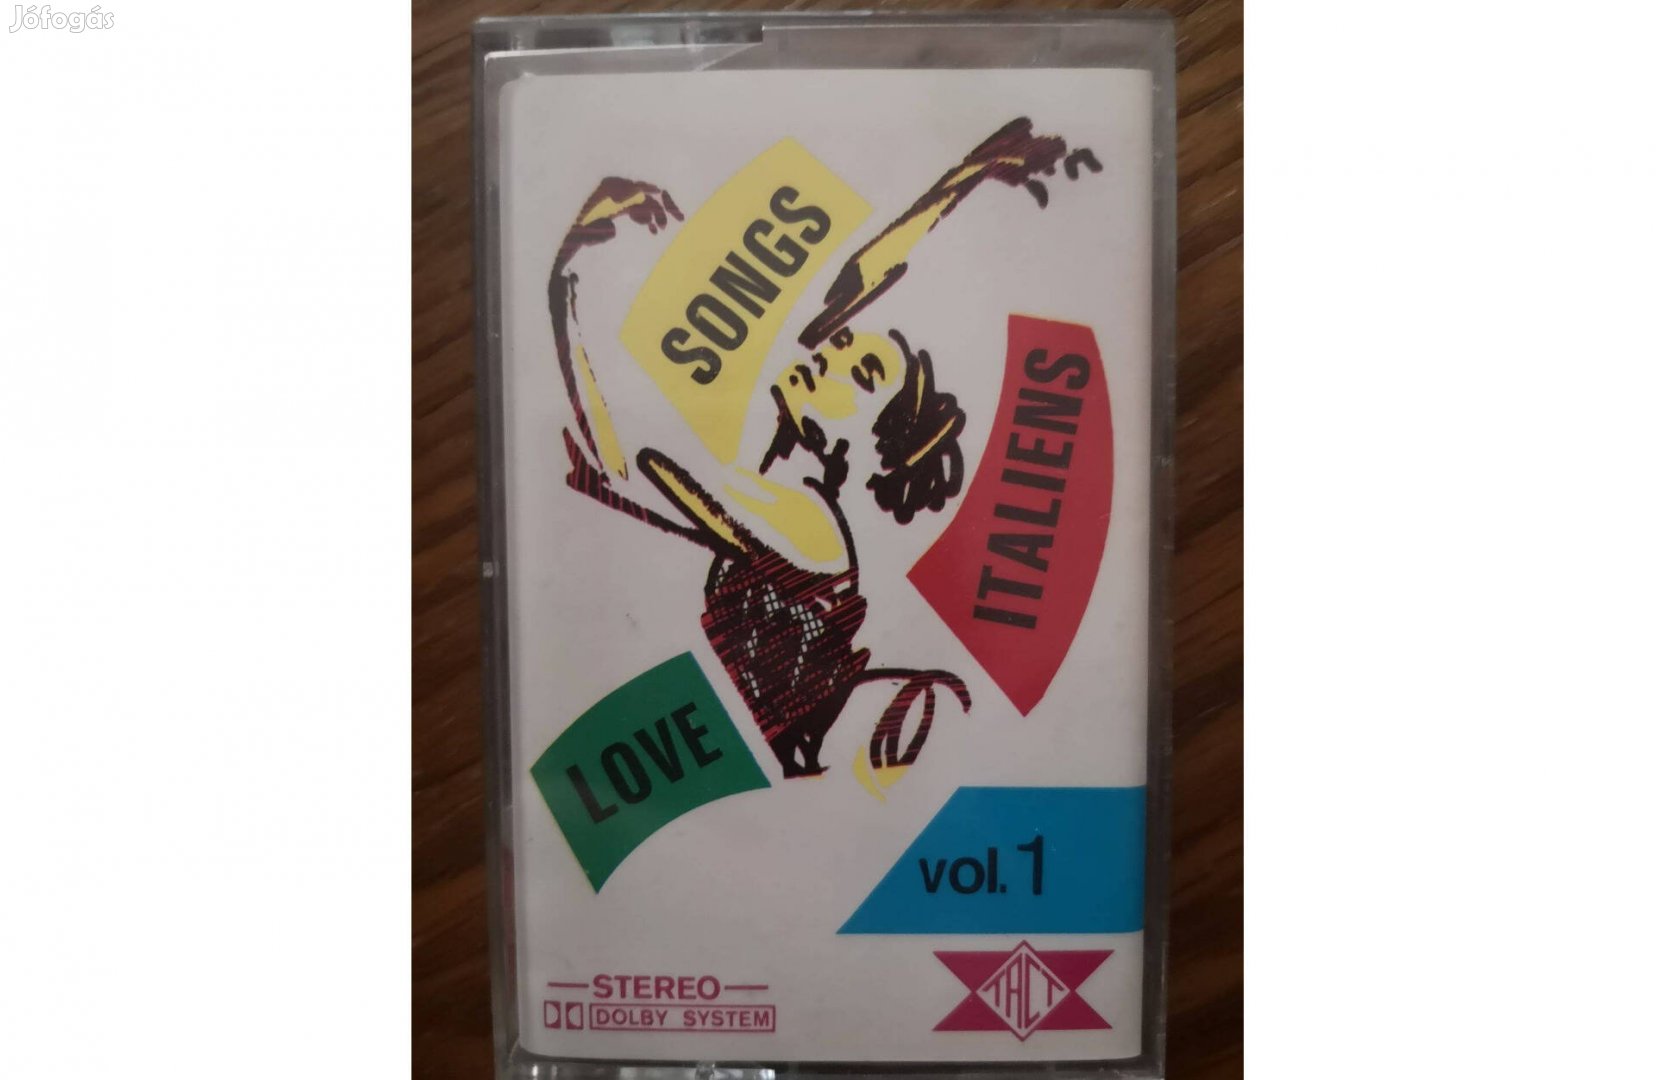 Jófogás
SONGS
ITALIENS
LOVE
vol. 1
STEREO
DOLBY SYSTEM
TACT